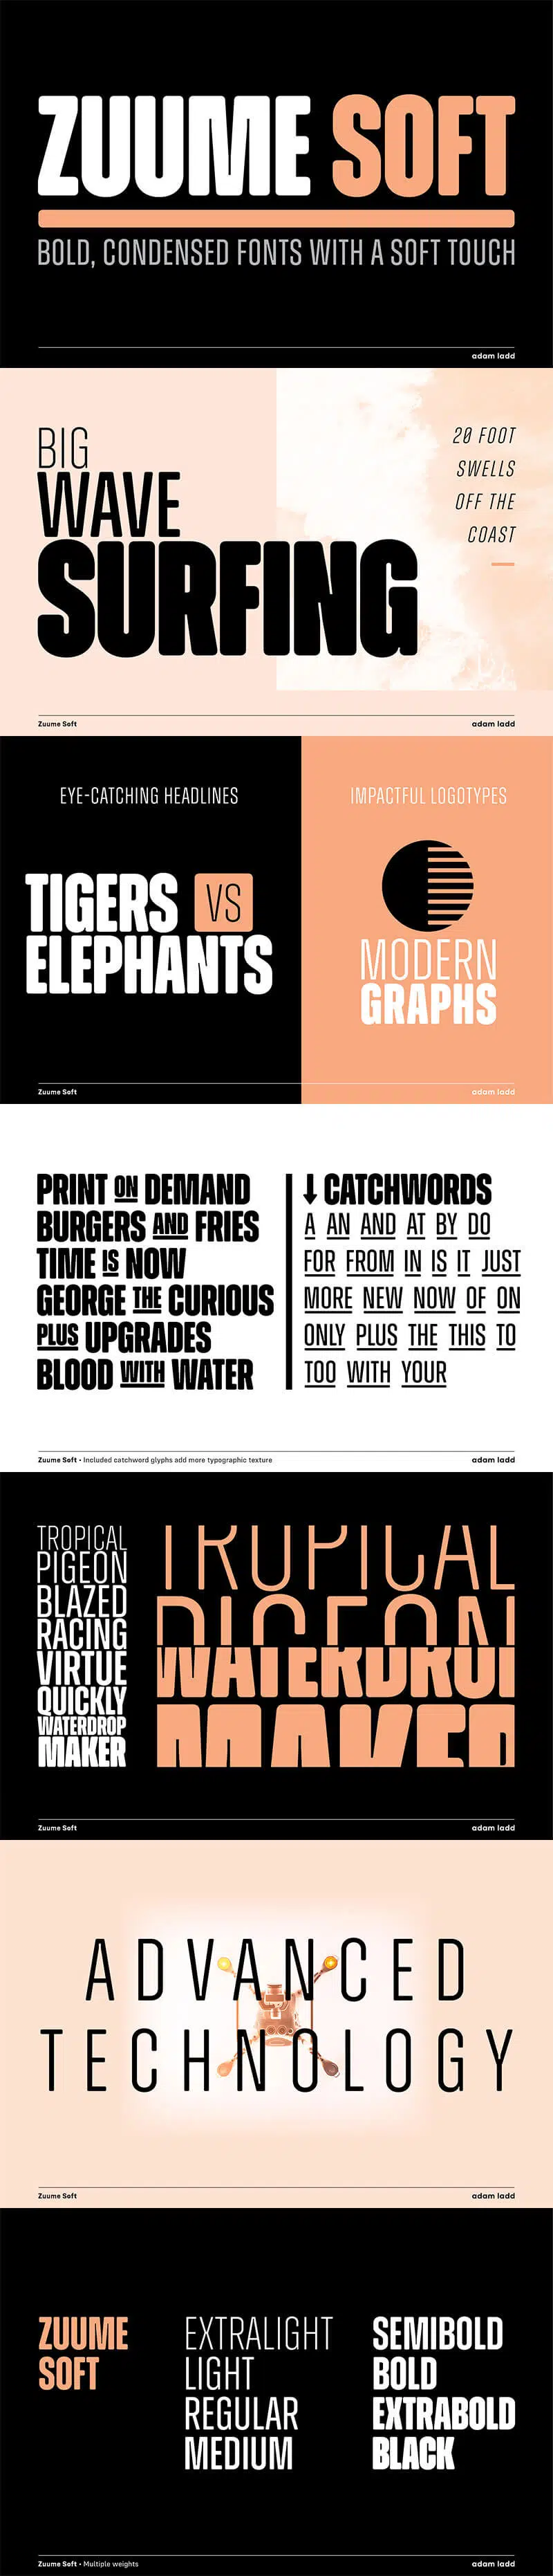 ZUUME SOFT
BOLD, CONDENSED FONTS WITH A SOFT TOUCH
adam ladd
BIG
WAVE
SURFING
20 FOOT
SWELLS
OFF THE
COAST
Zuume Soft
adam ladd
EYE-CATCHING HEADLINES
TIGERS VS
ELEPHANTS
IMPACTFUL LOGOTYPES
MODERN
GRAPHS
Zuume Soft
adam ladd
PRINT ON DEMAND
BURGERS AND FRIES
TIME IS NOW
GEORGE THE CURIOUS
PLUS UPGRADES
BLOOD WITH WATER
↓ CATCHWORDS
A AN AND AT BY DO
FOR FROM IN IS IT JUST
MORE NEW NOW OF ON
ONLY PLUS THE THIS TO
TOO WITH YOUR
Zuume Soft • Included catchword glyphs add more typographic texture
adam ladd
TROPICAL
PIGEON
BLAZED
RACING
VIRTUE
QUICKLY
WATERDROP
MAKER
TROPICAL
PIGEON
WATERDROP
MAKER
Zuume Soft
adam ladd
ADVANCED
TECHNOLOGY
Zuume Soft
adam ladd
ZUUME
SOFT
EXTRALIGHT
LIGHT
REGULAR
MEDIUM
SEMIBOLD
BOLD
EXTRABOLD
BLACK
Zuume Soft • Multiple weights
adam ladd